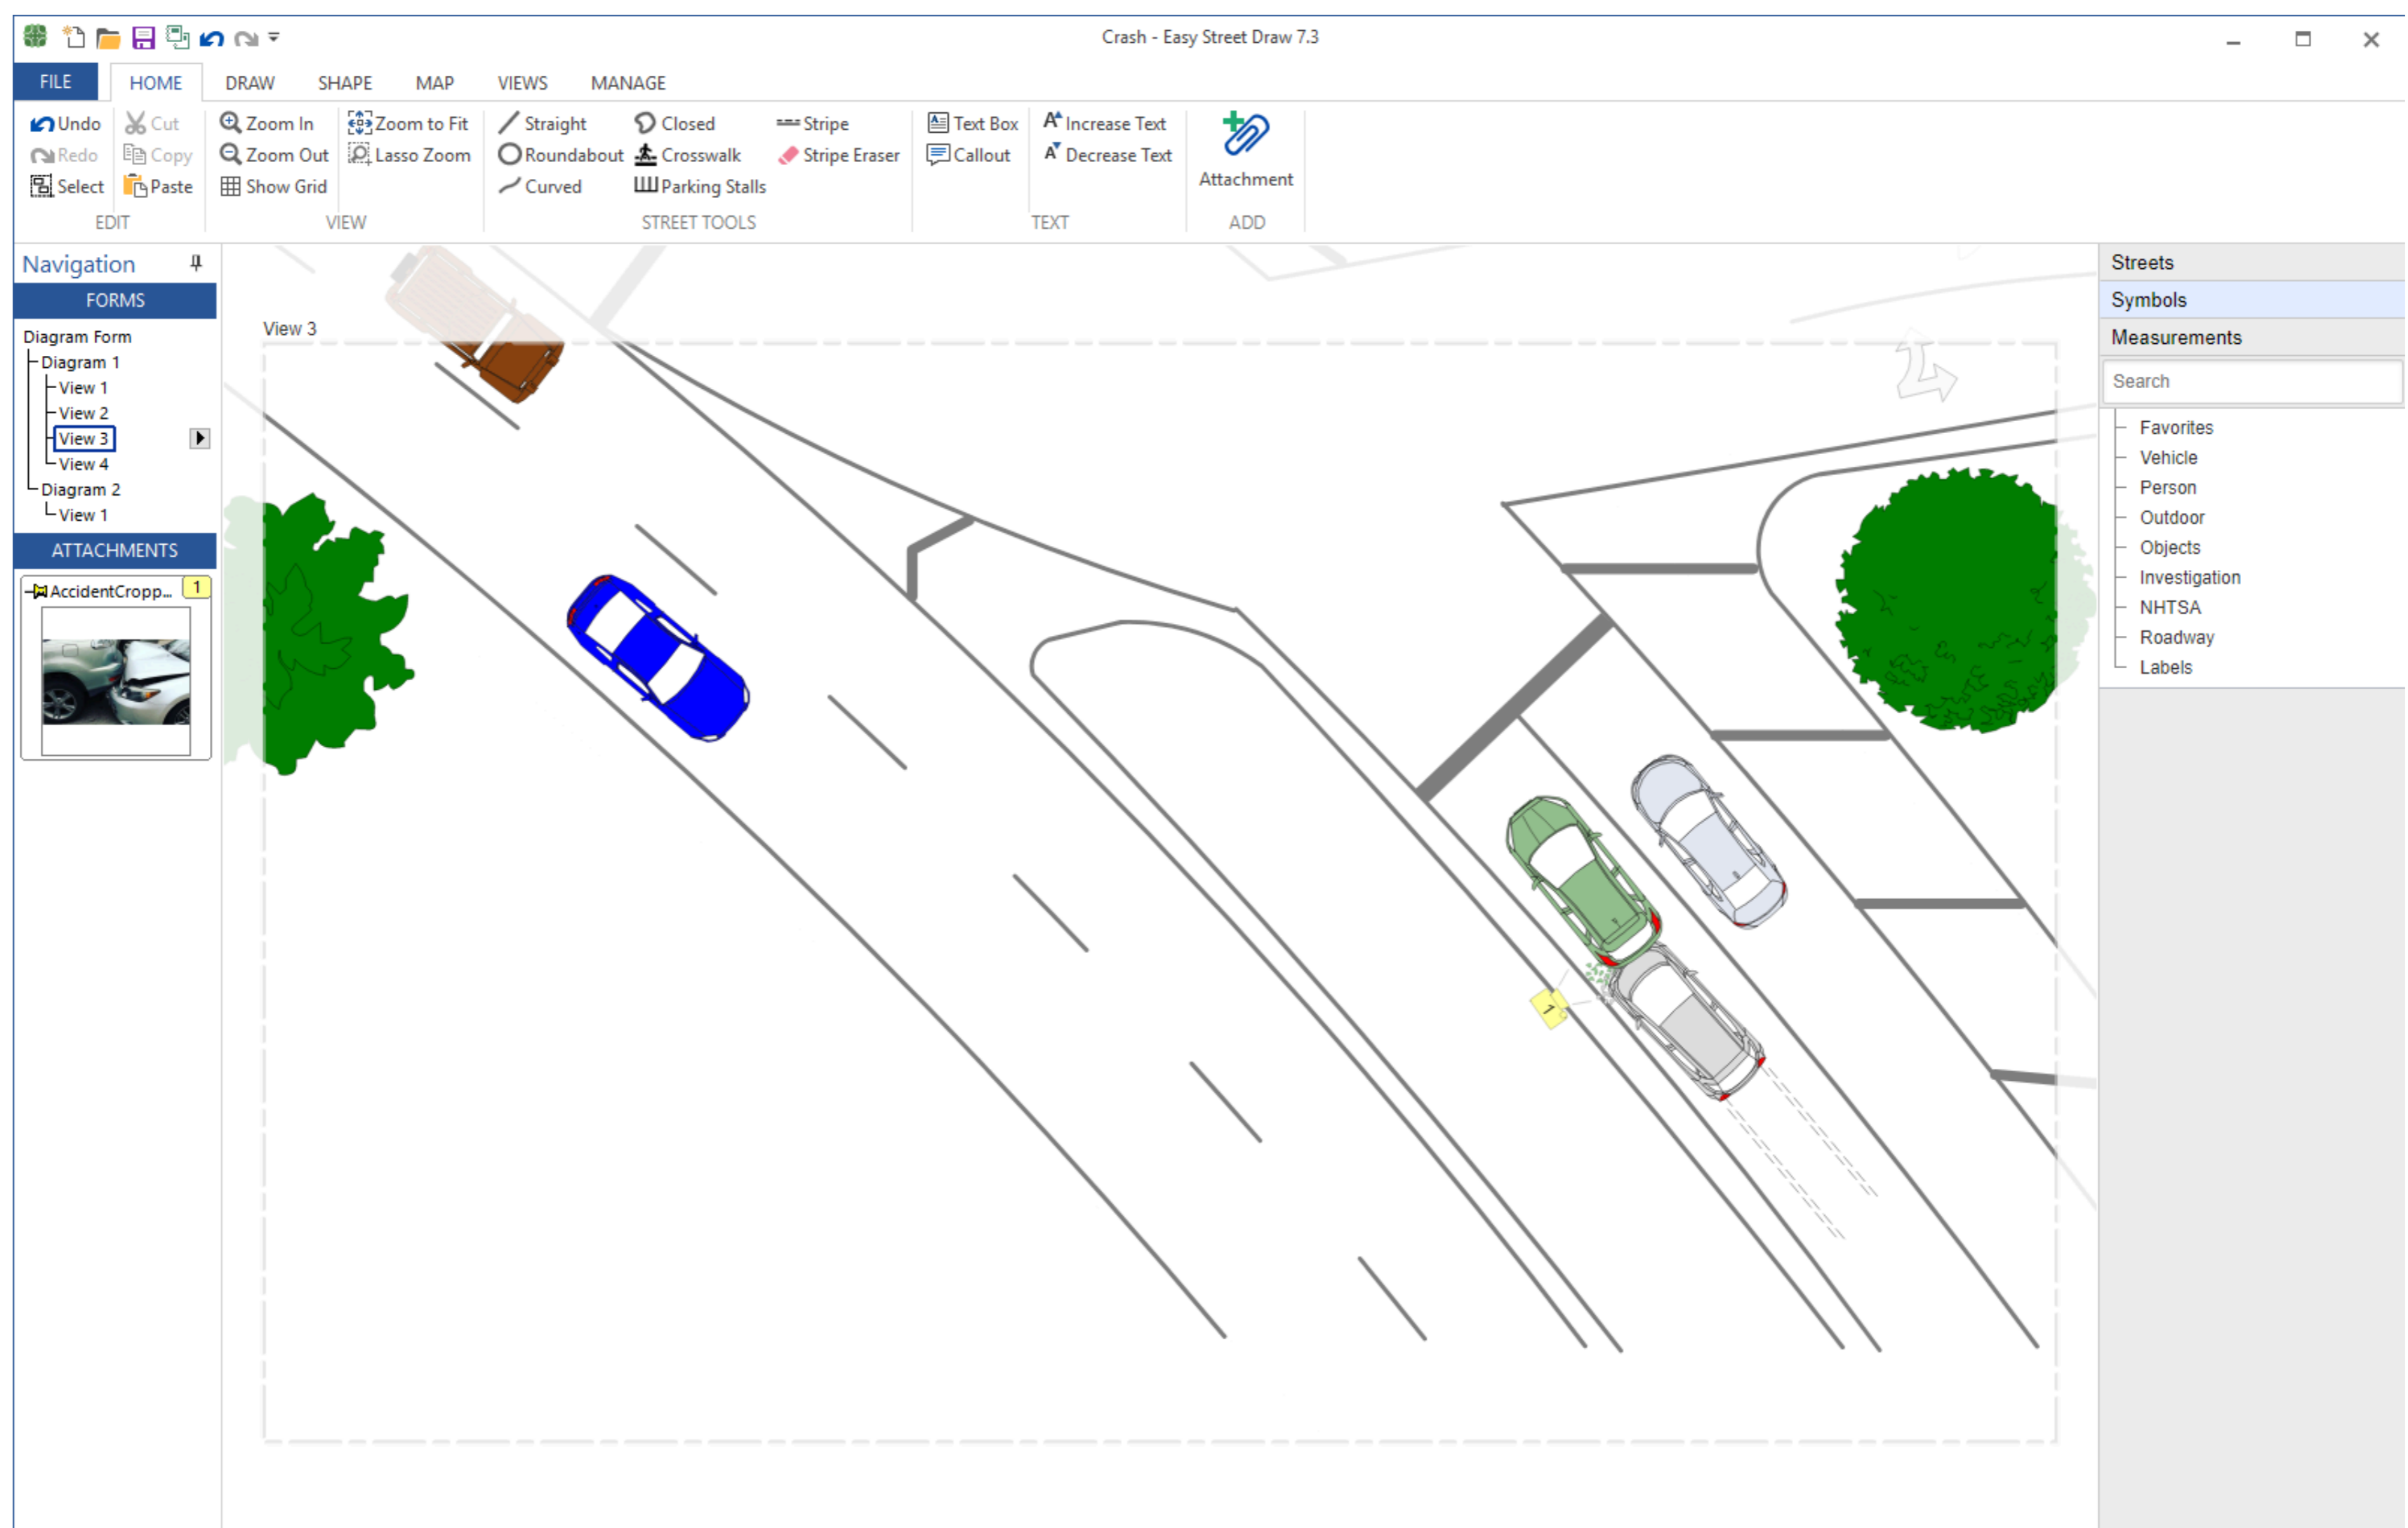 Crash - Easy Street Draw 7.3
FILE HOME DRAW SHAPE MAP VIEWS MANAGE
Undo Cut Zoom In Zoom to Fit Straight Closed Stripe Text Box Increase Text
Redo Copy Zoom Out Lasso Zoom Roundabout Crosswalk Stripe Eraser Callout Decrease Text
Select Paste Show Grid Curved Parking Stalls Attachment
EDIT VIEW STREET TOOLS TEXT ADD
Navigation
FORMS
Diagram Form
Diagram 1
View 1
View 2
View 3
View 4
Diagram 2
View 1
ATTACHMENTS
AccidentCropp... 1
View 3
1
Streets
Symbols
Measurements
Search
Favorites
Vehicle
Person
Outdoor
Objects
Investigation
NHTSA
Roadway
Labels